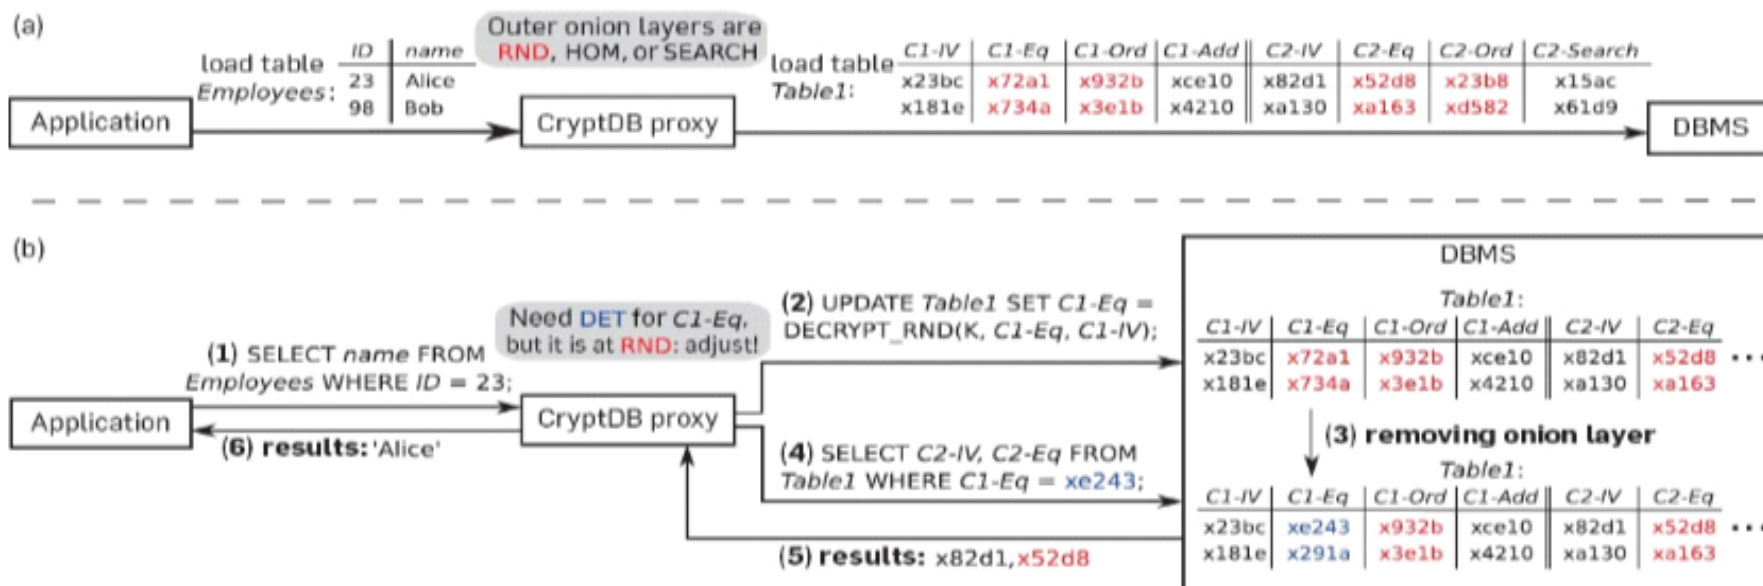 (a)
Outer onion layers are
RND, HOM, or SEARCH
load table
Employees:
ID name
23 Alice
98 Bob
load table
Table1:
C1-IV C1-Eq C1-Ord C1-Add C2-IV C2-Eq C2-Ord C2-Search
x23bc x72a1 x932b xce10 x82d1 x52d8 x23b8 x15ac
x181e x734a x3e1b x4210 xa130 xa163 xd582 x61d9
Application
CryptDB proxy
DBMS
(b)
DBMS
Need DET for C1-Eq,
but it is at RND: adjust!
(1) SELECT name FROM
Employees WHERE ID = 23;
(2) UPDATE Table1 SET C1-Eq =
DECRYPT_RND(K, C1-Eq, C1-IV);
Table1:
C1-IV C1-Eq C1-Ord C1-Add C2-IV C2-Eq
x23bc x72a1 x932b xce10 x82d1 x52d8 •••
x181e x734a x3e1b x4210 xa130 xa163
Application
CryptDB proxy
(6) results: 'Alice'
(3) removing onion layer
(4) SELECT C2-IV, C2-Eq FROM
Table1 WHERE C1-Eq = xe243;
Table1:
C1-IV C1-Eq C1-Ord C1-Add C2-IV C2-Eq
x23bc xe243 x932b xce10 x82d1 x52d8 •••
x181e x291a x3e1b x4210 xa130 xa163
(5) results: x82d1,x52d8